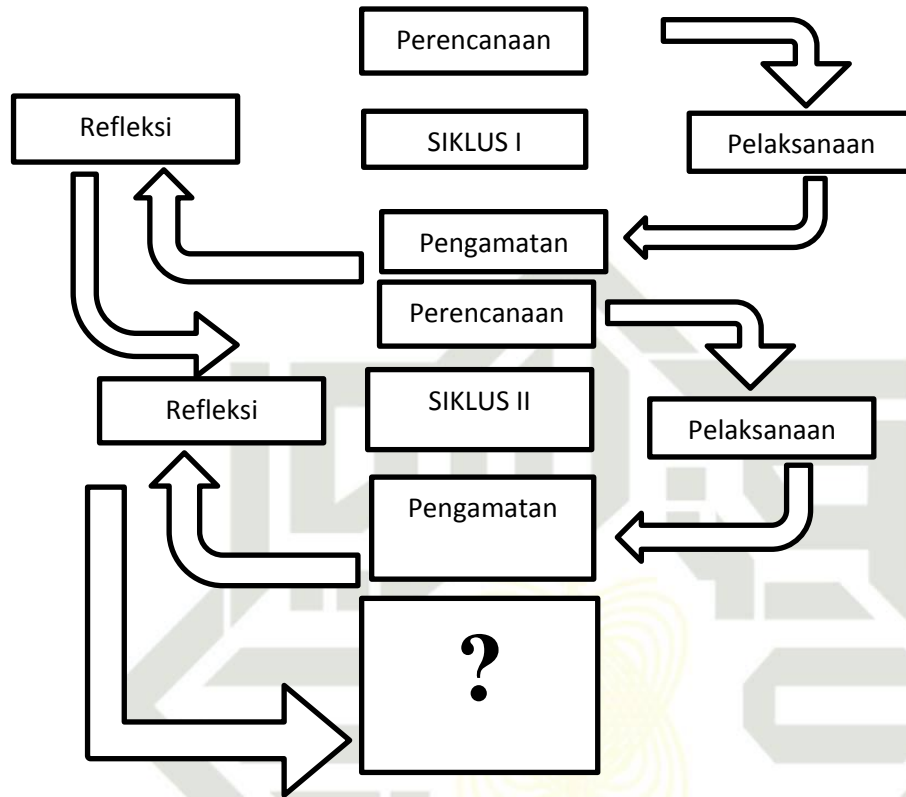 Perencanaan
Refleksi
SIKLUS I
Pelaksanaan
Pengamatan
Perencanaan
Refleksi
SIKLUS II
Pelaksanaan
Pengamatan
?